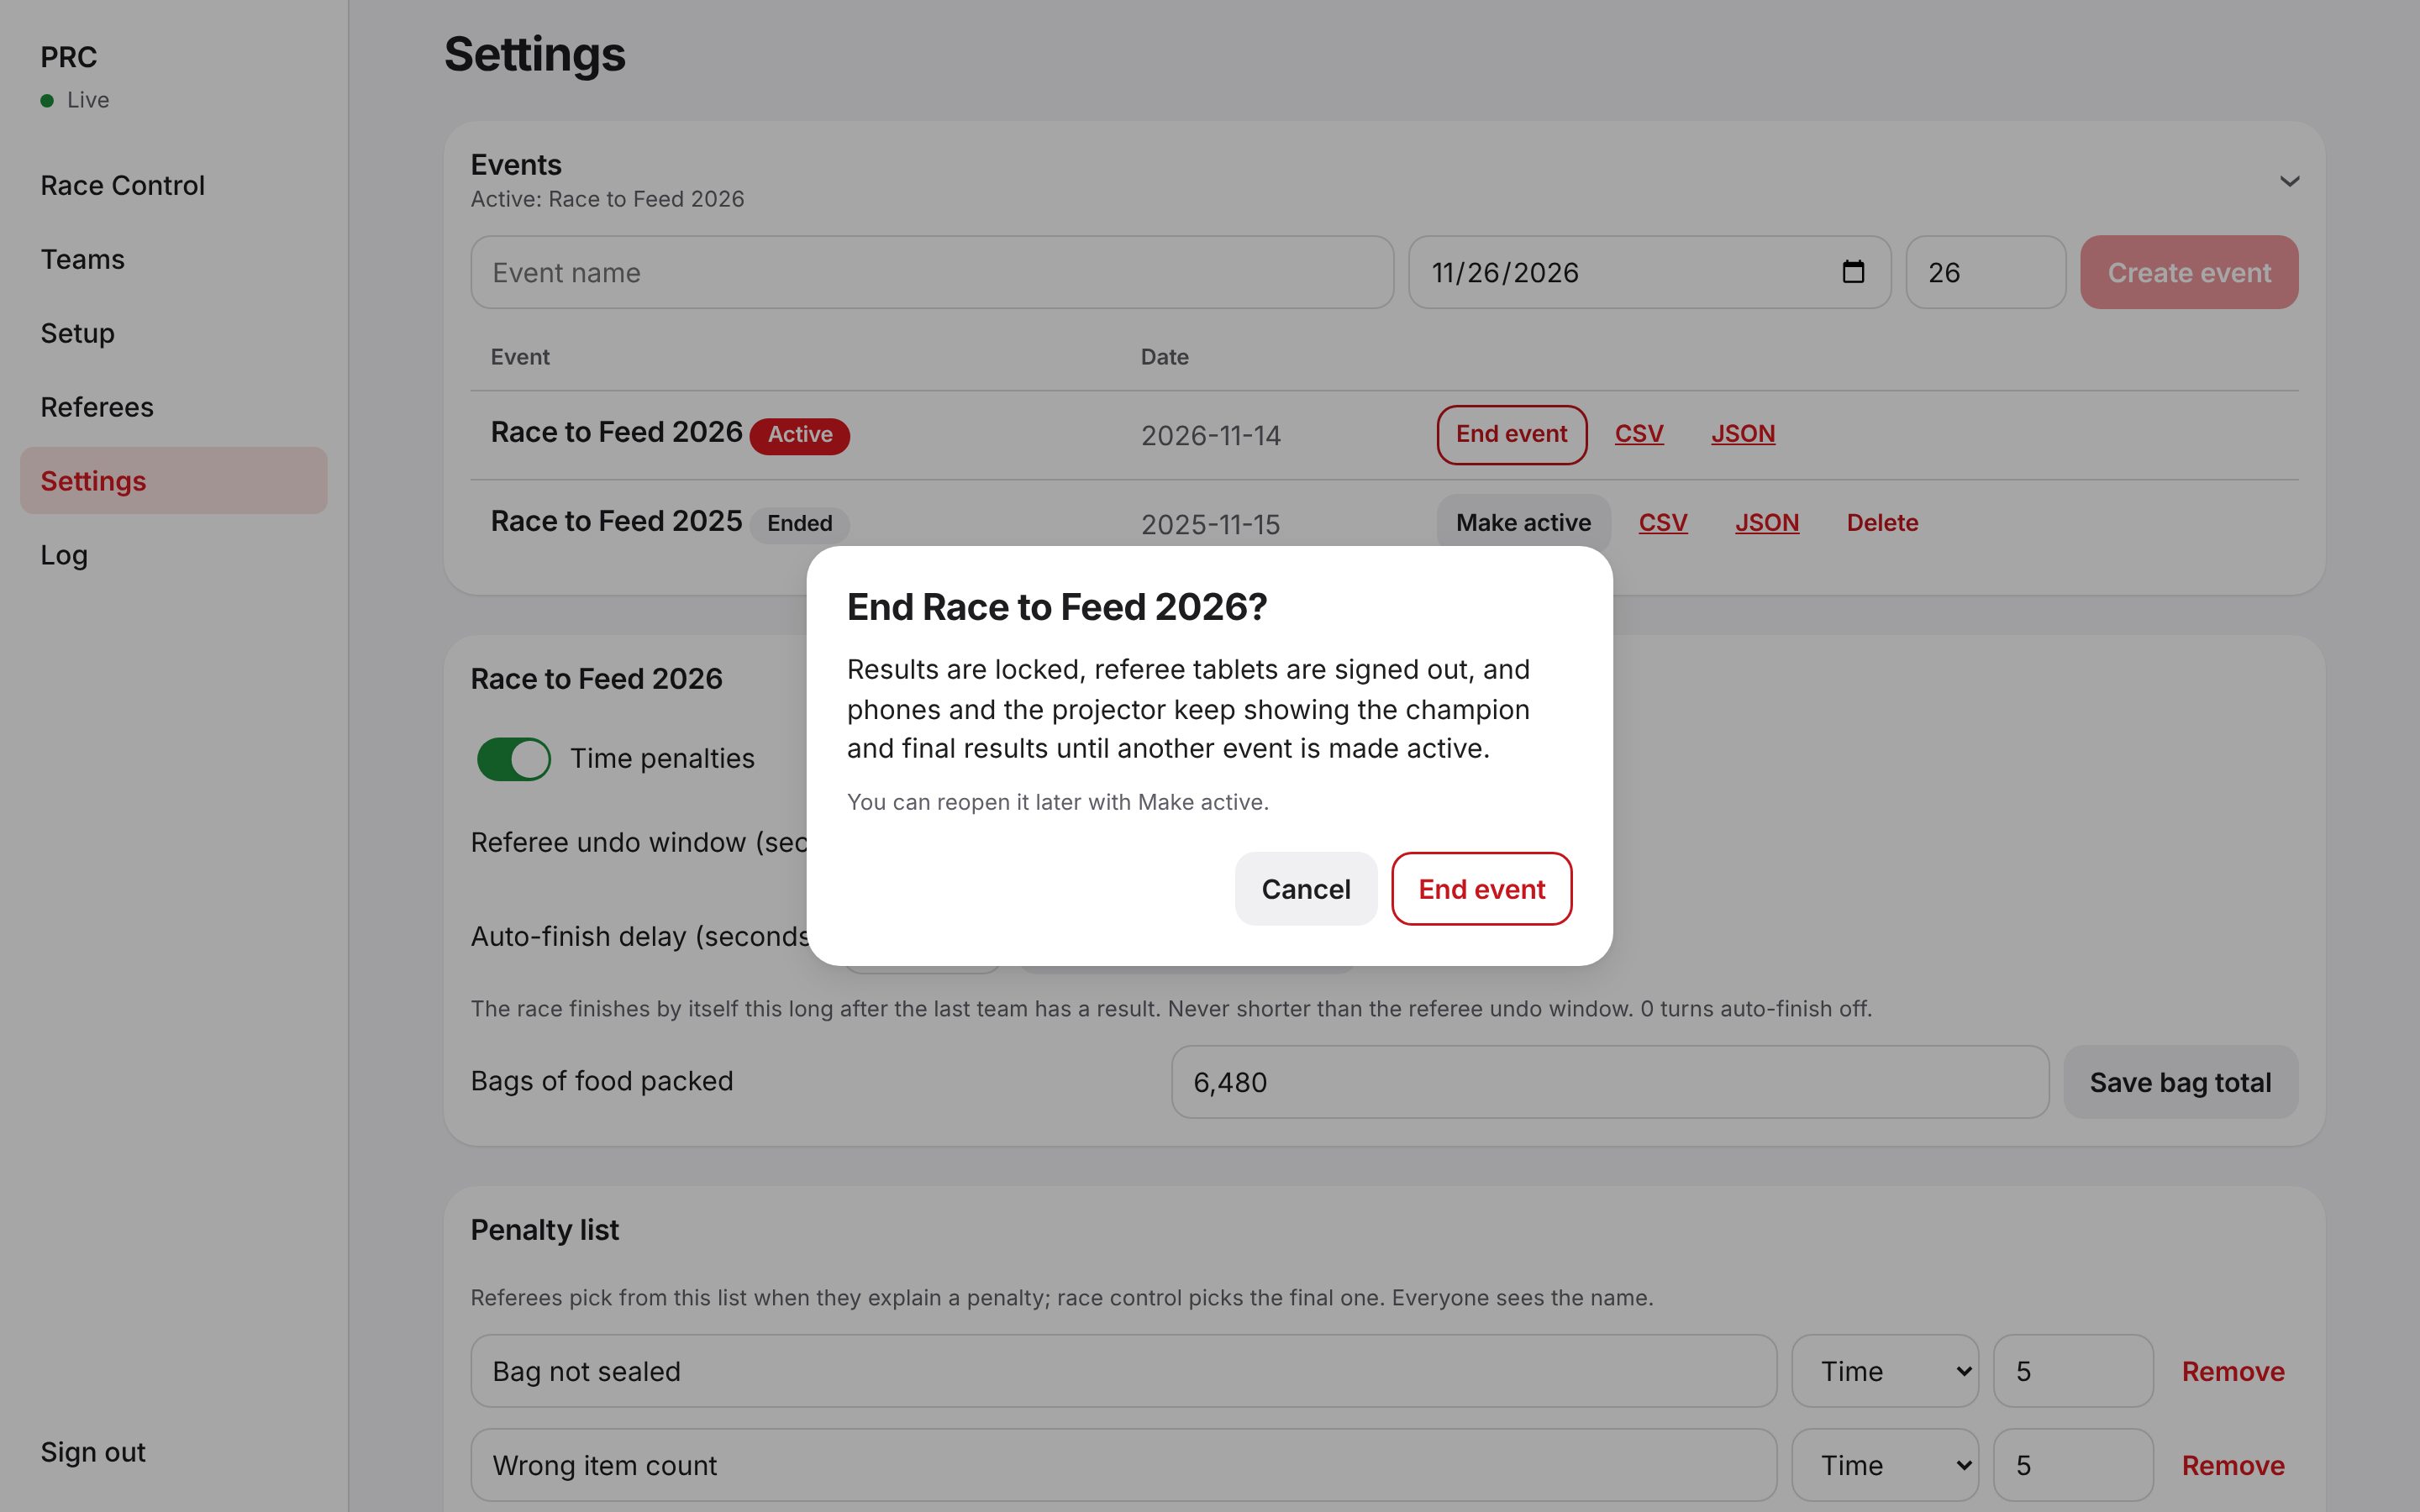 PRC
Live
Race Control
Teams
Setup
Referees
Settings
Log
Sign out
Settings
Events
Active: Race to Feed 2026
Event name
11/26/2026
26
Create event
Event Date
Race to Feed 2026 Active 2026-11-14 End event CSV JSON
Race to Feed 2025 Ended 2025-11-15 Make active CSV JSON Delete
End Race to Feed 2026?
Results are locked, referee tablets are signed out, and
phones and the projector keep showing the champion
and final results until another event is made active.
You can reopen it later with Make active.
Cancel End event
Race to Feed 2026
Time penalties
Referee undo window (sec
Auto-finish delay (seconds
The race finishes by itself this long after the last team has a result. Never shorter than the referee undo window. 0 turns auto-finish off.
Bags of food packed 6,480 Save bag total
Penalty list
Referees pick from this list when they explain a penalty; race control picks the final one. Everyone sees the name.
Bag not sealed Time 5 Remove
Wrong item count Time 5 Remove